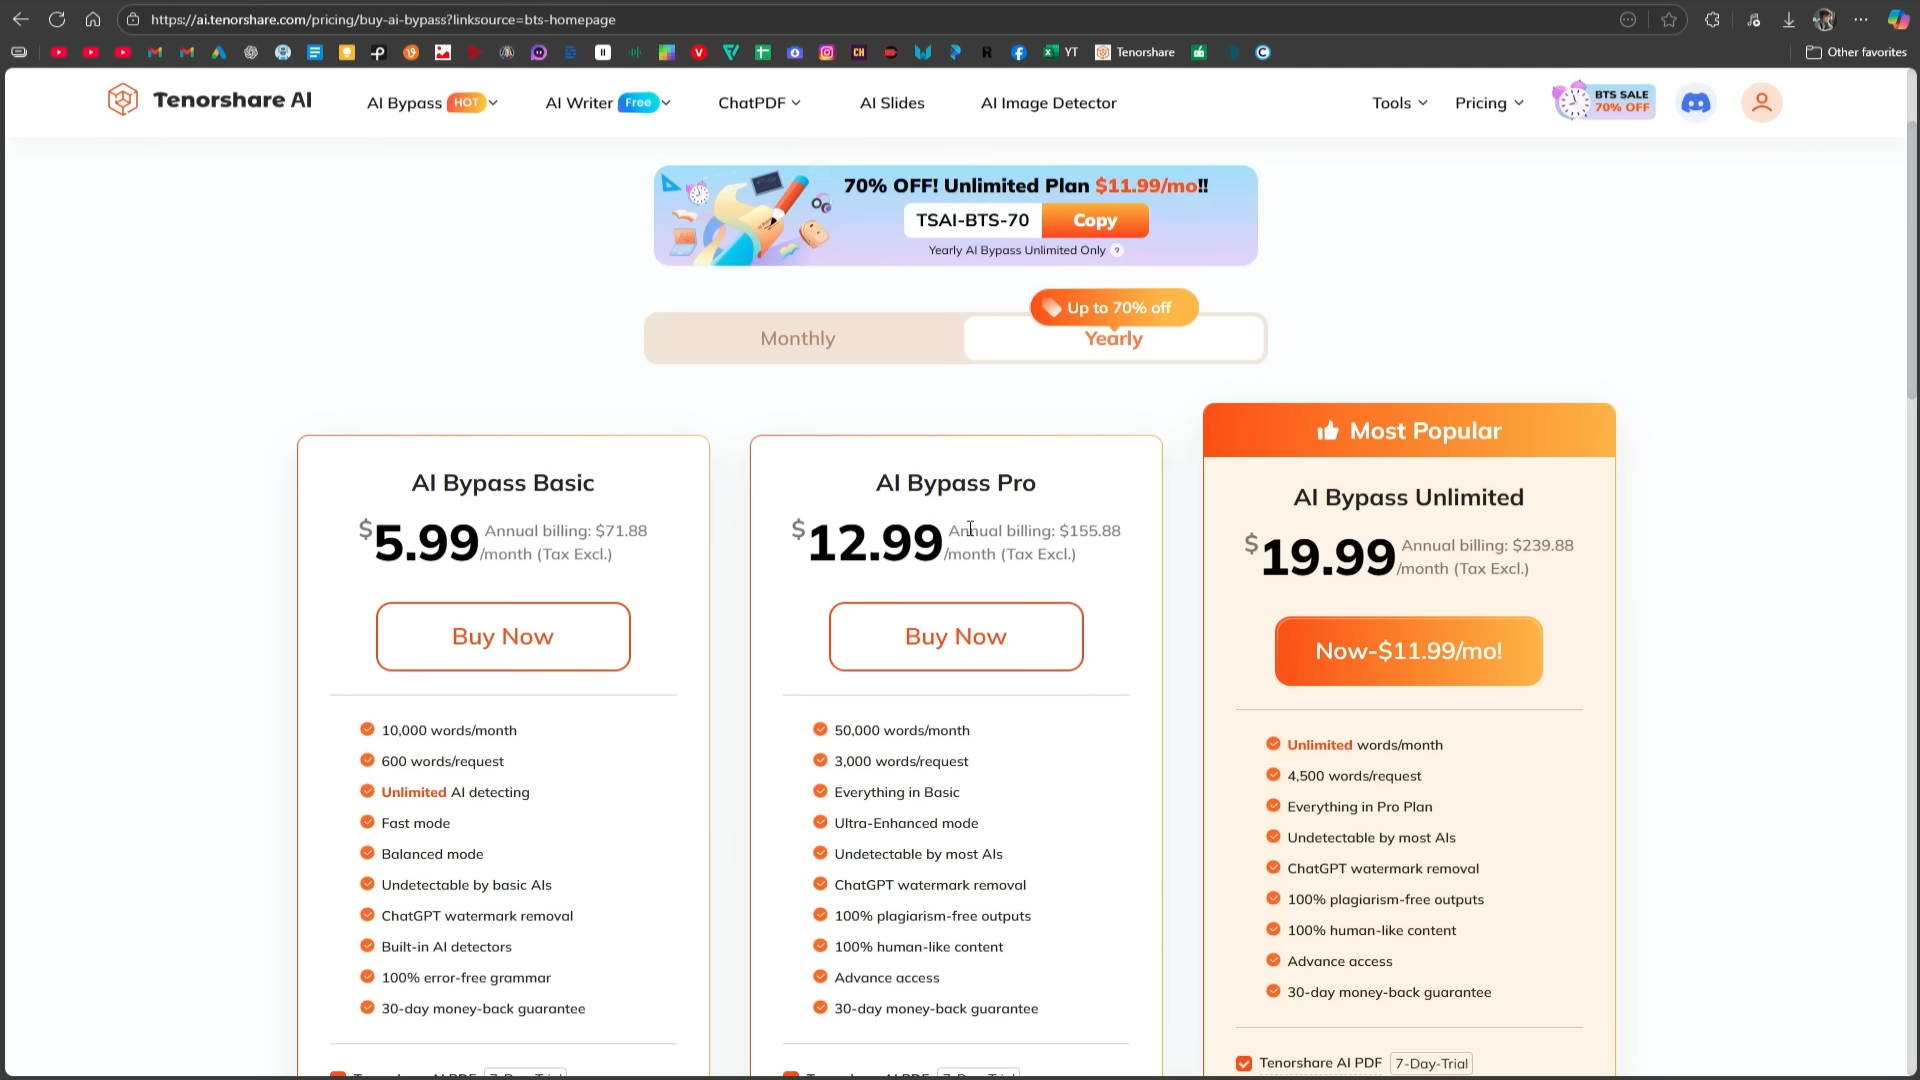 https://ai.tenorshare.com/pricing/buy-ai-bypass?linksource=bts-homepage
YT
Tenorshare
Other favorites
Tenorshare AI
AI Bypass HOT
AI Writer Free
ChatPDF
AI Slides
AI Image Detector
Tools
Pricing
BTS SALE
70% OFF
70% OFF! Unlimited Plan $11.99/mo!!
TSAI-BTS-70
Copy
Yearly AI Bypass Unlimited Only ?
Up to 70% off
Monthly
Yearly
AI Bypass Basic
$5.99
Annual billing: $71.88
/month (Tax Excl.)
Buy Now
10,000 words/month
600 words/request
Unlimited AI detecting
Fast mode
Balanced mode
Undetectable by basic AIs
ChatGPT watermark removal
Built-in AI detectors
100% error-free grammar
30-day money-back guarantee
AI Bypass Pro
$12.99
Annual billing: $155.88
/month (Tax Excl.)
Buy Now
50,000 words/month
3,000 words/request
Everything in Basic
Ultra-Enhanced mode
Undetectable by most AIs
ChatGPT watermark removal
100% plagiarism-free outputs
100% human-like content
Advance access
30-day money-back guarantee
Most Popular
AI Bypass Unlimited
$19.99
Annual billing: $239.88
/month (Tax Excl.)
Now-$11.99/mo!
Unlimited words/month
4,500 words/request
Everything in Pro Plan
Undetectable by most AIs
ChatGPT watermark removal
100% plagiarism-free outputs
100% human-like content
Advance access
30-day money-back guarantee
Tenorshare AI PDF 7-Day-Trial